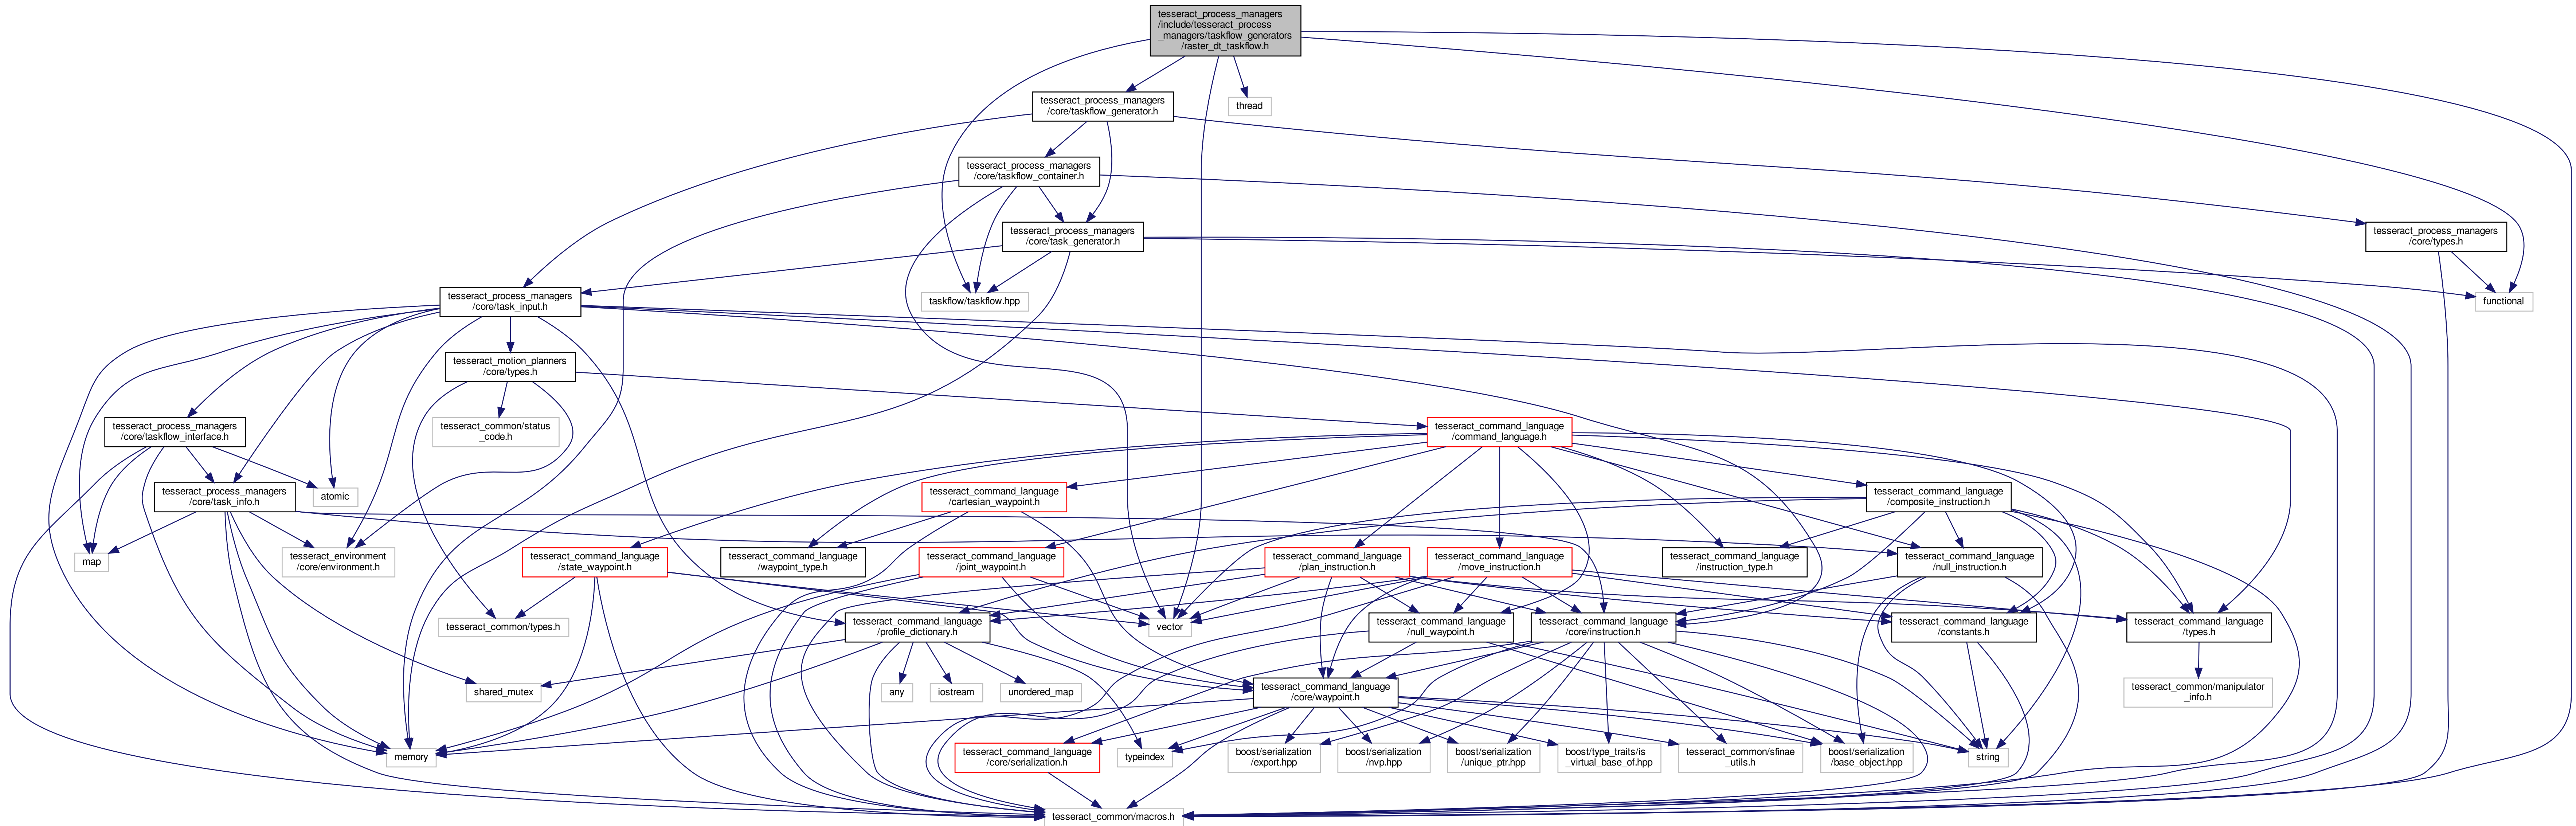 tesseract_process_managers
/include/tesseract_process
_managers/taskflow_generators
/raster_dt_taskflow.h
tesseract_process_managers
/core/taskflow_generator.h
thread
tesseract_process_managers
/core/taskflow_container.h
tesseract_process_managers
/core/task_generator.h
tesseract_process_managers
/core/types.h
tesseract_process_managers
/core/task_input.h
taskflow/taskflow.hpp
functional
tesseract_motion_planners
/core/types.h
tesseract_process_managers
/core/taskflow_interface.h
tesseract_common/status
_code.h
tesseract_command_language
/command_language.h
tesseract_process_managers
/core/task_info.h
atomic
tesseract_command_language
/cartesian_waypoint.h
tesseract_command_language
/composite_instruction.h
map
tesseract_environment
/core/environment.h
tesseract_command_language
/state_waypoint.h
tesseract_command_language
/waypoint_type.h
tesseract_command_language
/joint_waypoint.h
tesseract_command_language
/plan_instruction.h
tesseract_command_language
/move_instruction.h
tesseract_command_language
/instruction_type.h
tesseract_command_language
/null_instruction.h
tesseract_common/types.h
tesseract_command_language
/profile_dictionary.h
vector
tesseract_command_language
/null_waypoint.h
tesseract_command_language
/core/instruction.h
tesseract_command_language
/constants.h
tesseract_command_language
/types.h
shared_mutex
any
iostream
unordered_map
tesseract_command_language
/core/waypoint.h
tesseract_common/manipulator
_info.h
memory
tesseract_command_language
/core/serialization.h
typeindex
boost/serialization
/export.hpp
boost/serialization
/nvp.hpp
boost/serialization
/unique_ptr.hpp
boost/type_traits/is
_virtual_base_of.hpp
tesseract_common/sfinae
_utils.h
boost/serialization
/base_object.hpp
string
tesseract_common/macros.h